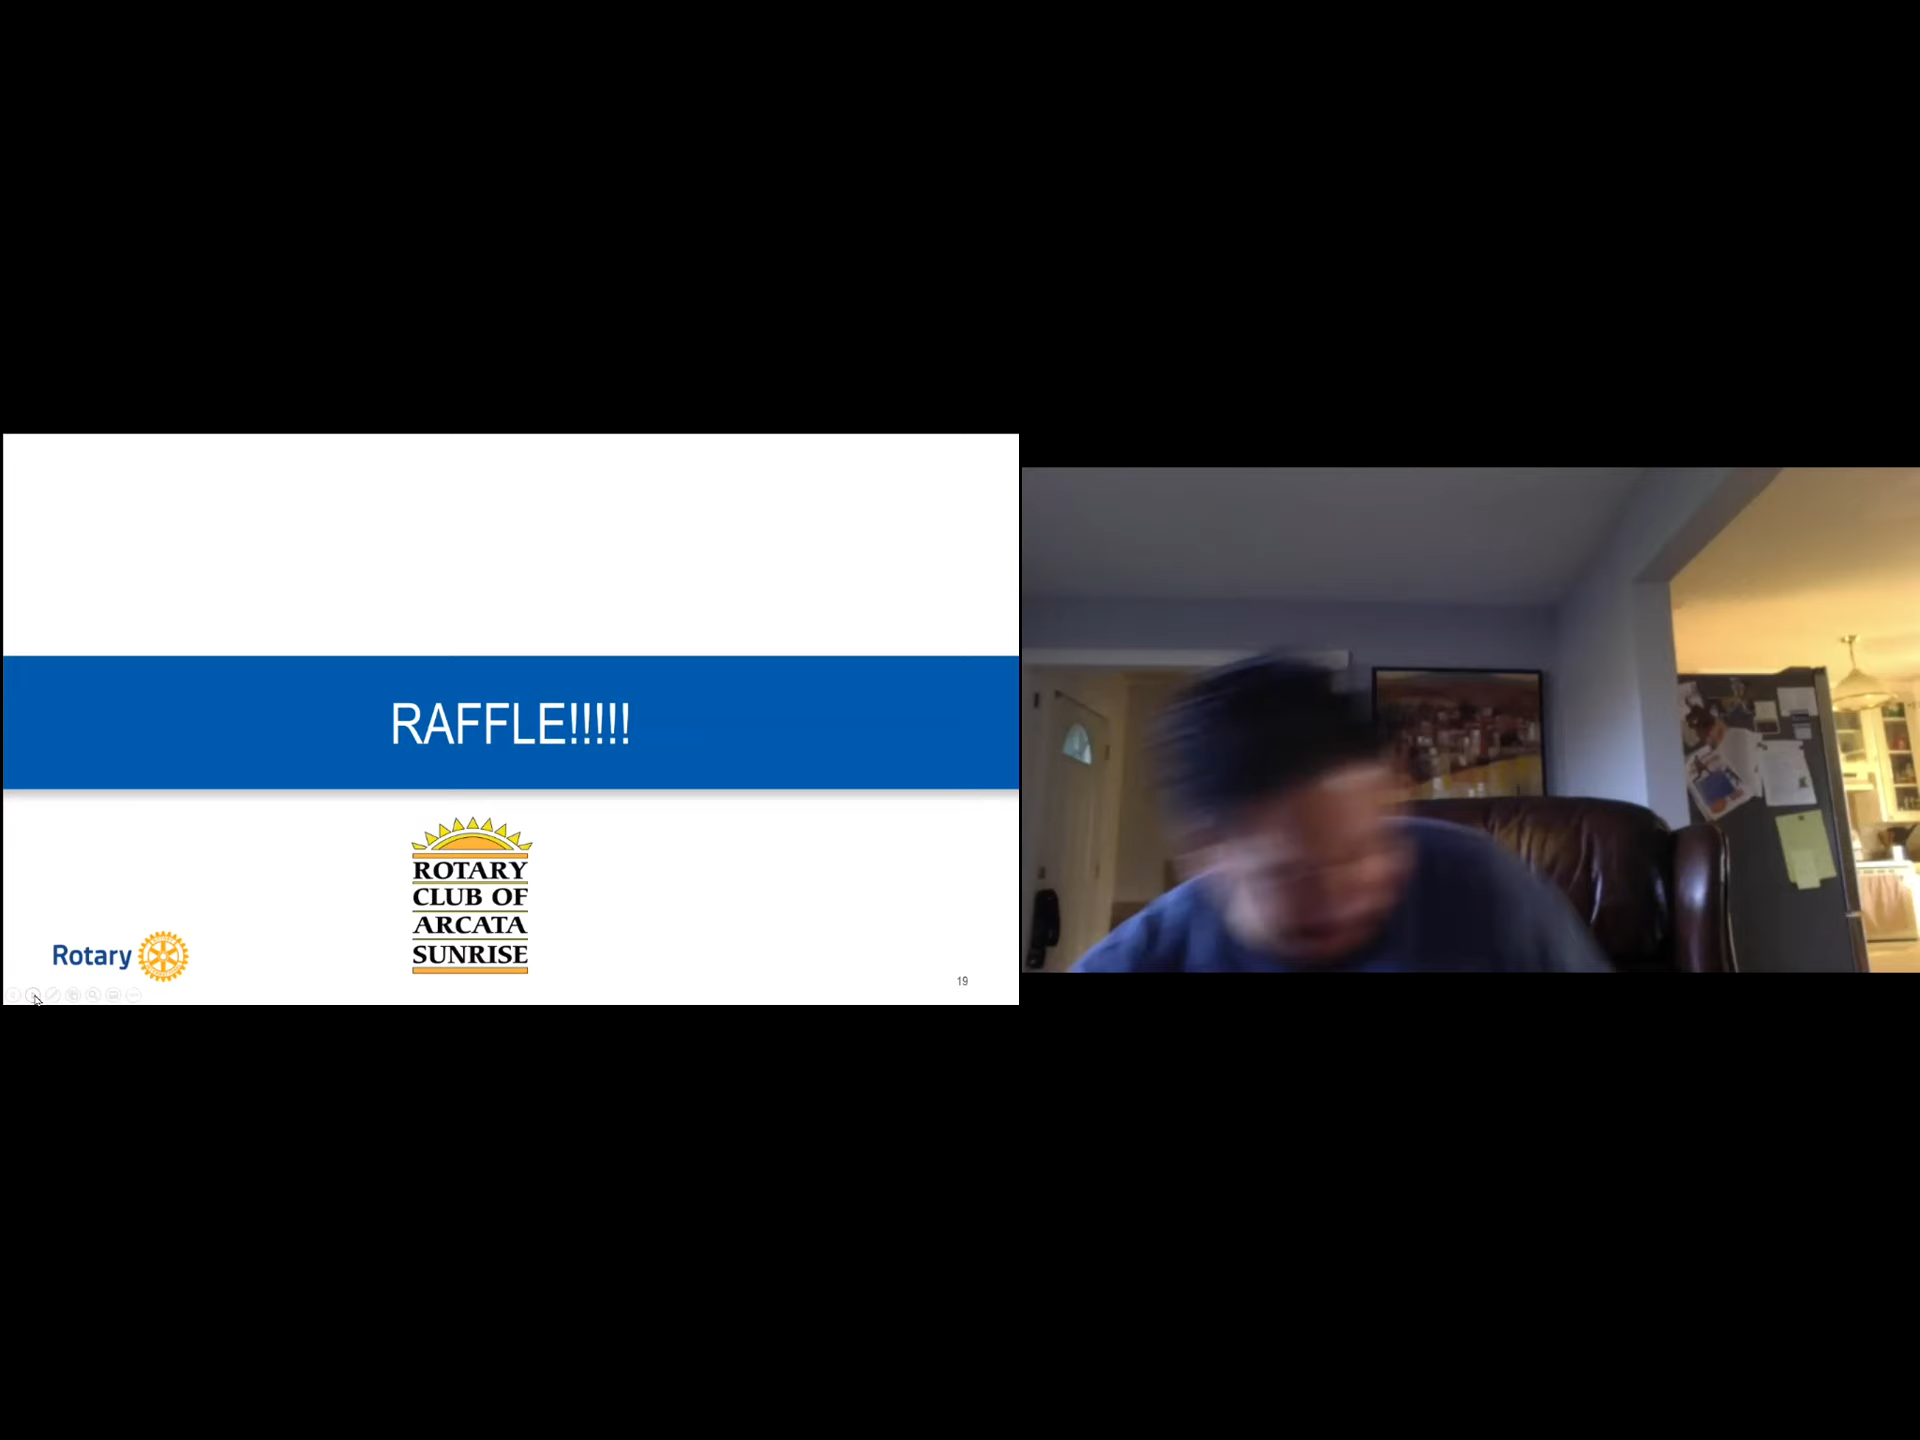 RAFFLE!!!!!
ROTARY
CLUB OF
ARCATA
SUNRISE
Rotary
19